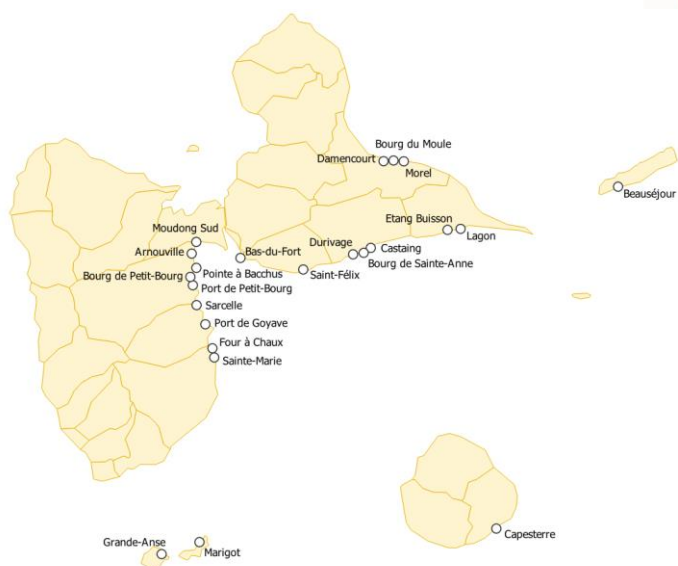 Bourg du Moule
Damencourt
Morel
Beauséjour
Etang Buisson
Lagon
Moudong Sud
Durivage
Castaing
Arnouville
Bas-du-Fort
Bourg de Sainte-Anne
Pointe à Bacchus
Saint-Félix
Bourg de Petit-Bourg
Port de Petit-Bourg
Sarcelle
Port de Goyave
Four à Chaux
Sainte-Marie
Capesterre
Grande-Anse
Marigot